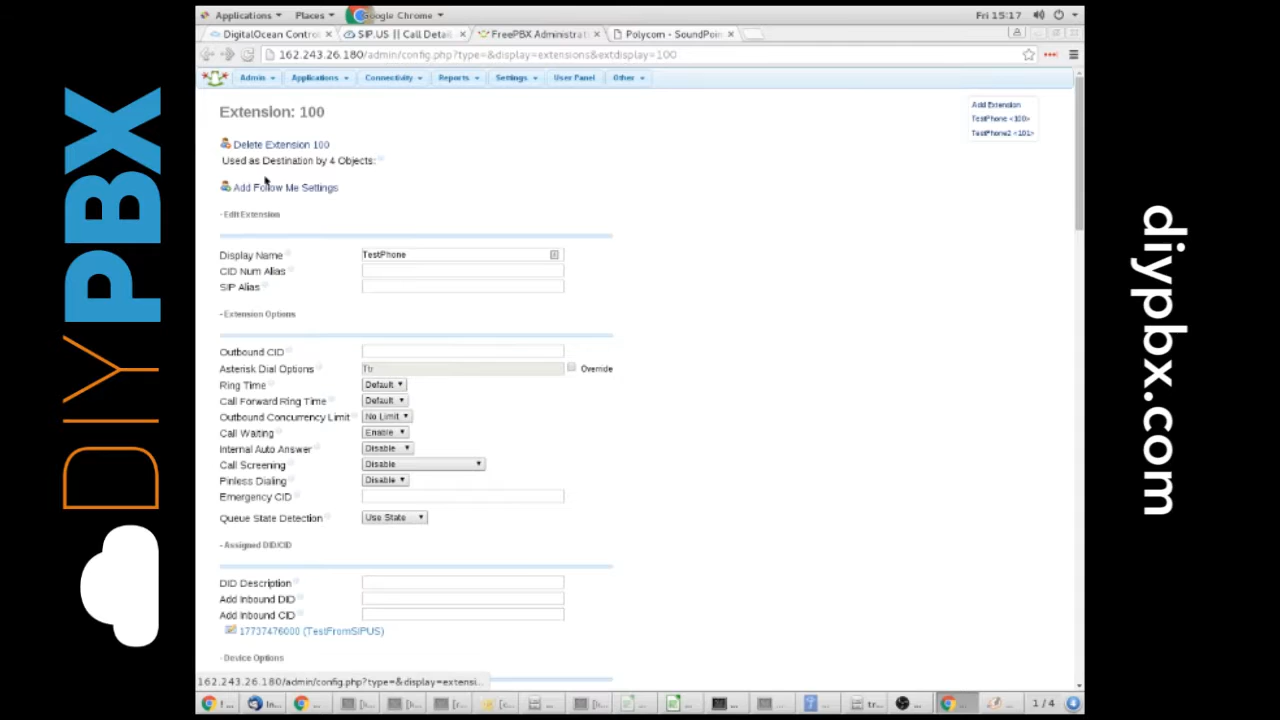 Applications Places Google Chrome Fri 15:17
DigitalOcean Contro SIP.US || Call Detai FreePBX Administrat Polycom - SoundPoin
162.243.26.180/admin/config.php?type=&display=extensions&extdisplay=100
Admin Applications Connectivity Reports Settings User Panel Other
Extension: 100
Add Extension
TestPhone <100>
TestPhone2 <101>
Delete Extension 100
Used as Destination by 4 Objects:
Add Follow Me Settings
- Edit Extension
Display Name TestPhone
CID Num Alias
SIP Alias
- Extension Options
Outbound CID
Asterisk Dial Options Ttr Override
Ring Time Default
Call Forward Ring Time Default
Outbound Concurrency Limit No Limit
Call Waiting Enable
Internal Auto Answer Disable
Call Screening Disable
Pinless Dialing Disable
Emergency CID
Queue State Detection Use State
- Assigned DID/CID
DID Description
Add Inbound DID
Add Inbound CID
17737476000 (TestFromSIPUS)
- Device Options
162.243.26.180/admin/config.php?type=&display=extensi...
1 / 4
DIYPBX
diypbx.com